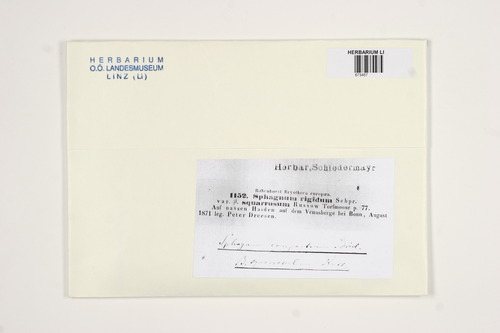 HERBARIUM
O.Ö. LANDESMUSEUM
LINZ (LI)
HERBARIUM LI
Herbar. Schiedermayr
Rabenhorst Bryotheca europaea.
1152. Sphagnum rigidum Schpr.
var. β. squarrosum Russow Torfmoose p. 77.
Auf nassen Haiden auf dem Venusberge bei Bonn, August
1871 leg. Peter Dreesen.
Sphagnum